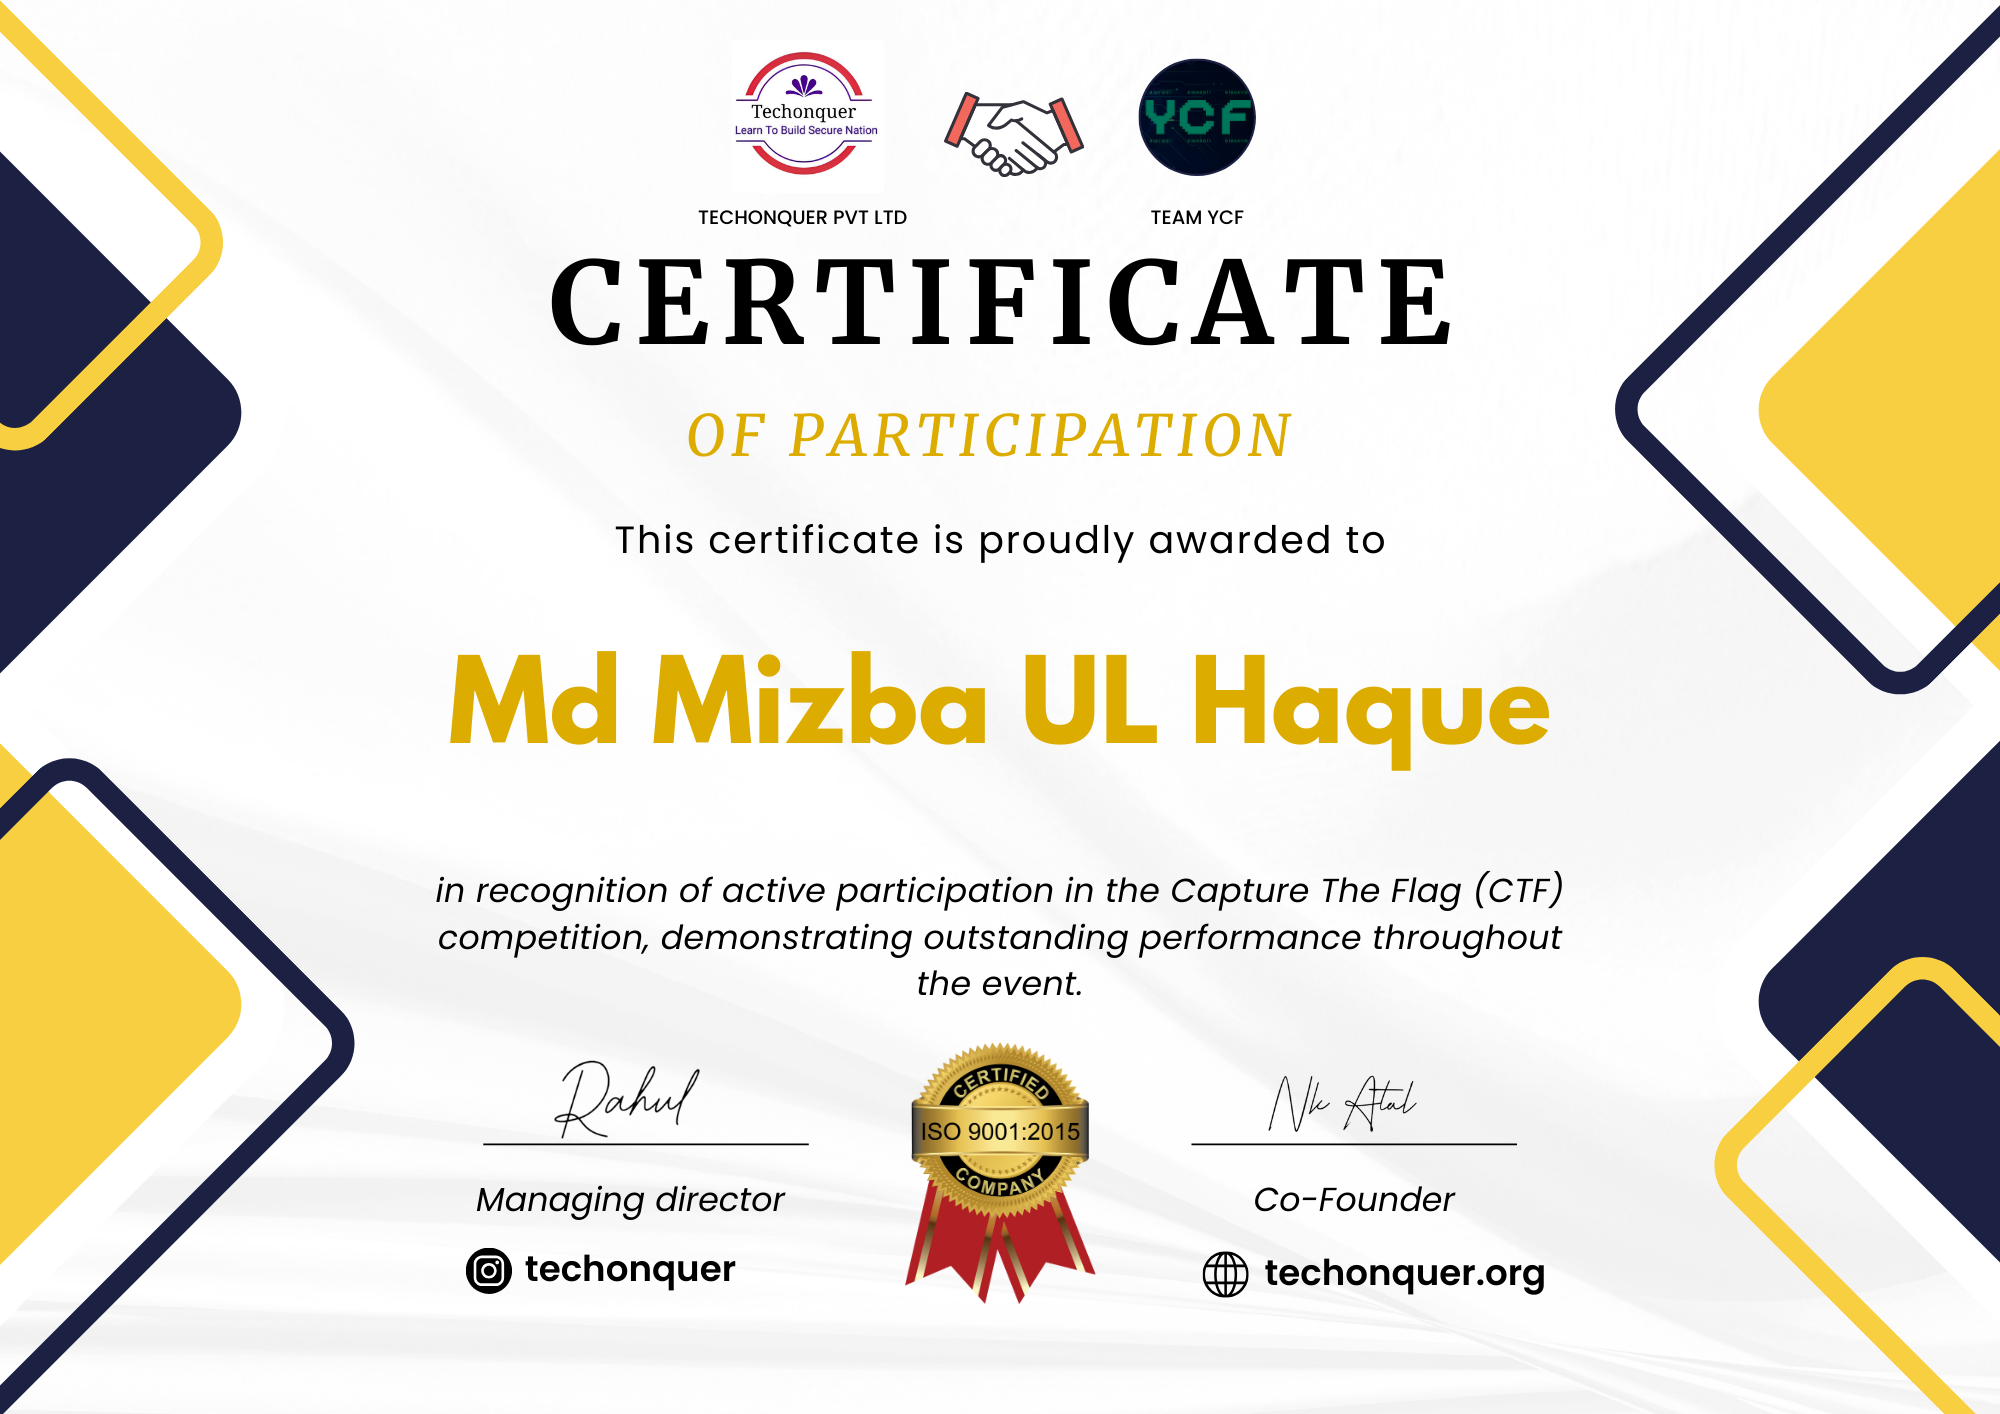 Techonquer
Learn To Build Secure Nation
YCF
TECHONQUER PVT LTD
TEAM YCF
CERTIFICATE
OF PARTICIPATION
This certificate is proudly awarded to
Md Mizba UL Haque
in recognition of active participation in the Capture The Flag (CTF)
competition, demonstrating outstanding performance throughout
the event.
Rahul
CERTIFIED
ISO 9001:2015
COMPANY
Nk Atal
Managing director
Co-Founder
techonquer
techonquer.org